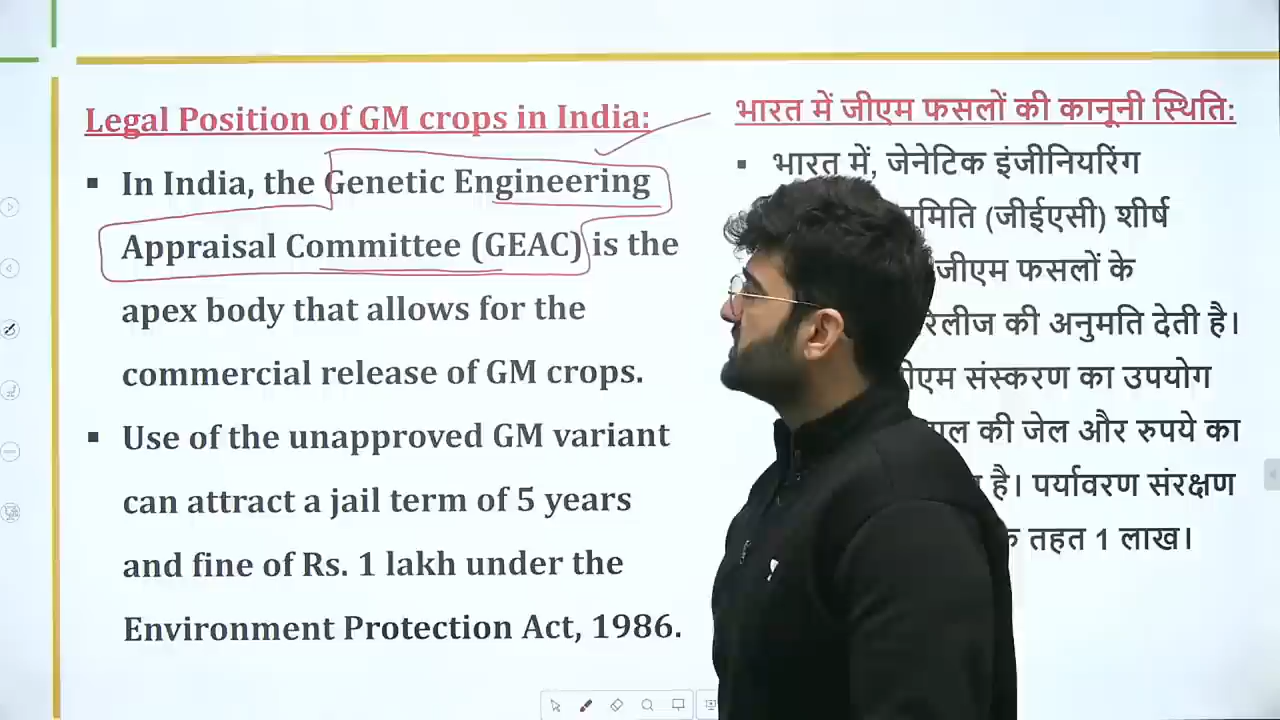 Legal Position of GM crops in India:
▪ In India, the Genetic Engineering
Appraisal Committee (GEAC) is the
apex body that allows for the
commercial release of GM crops.
▪ Use of the unapproved GM variant
can attract a jail term of 5 years
and fine of Rs. 1 lakh under the
Environment Protection Act, 1986.
भारत में जीएम फसलों की कानूनी स्थिति:
▪ भारत में, जेनेटिक इंजीनियरिंग
(जीईएसी) शीर्ष
जीएम फसलों के
की अनुमति देती है।
संस्करण का उपयोग
की जेल और रुपये का
है। पर्यावरण संरक्षण
तहत 1 लाख।